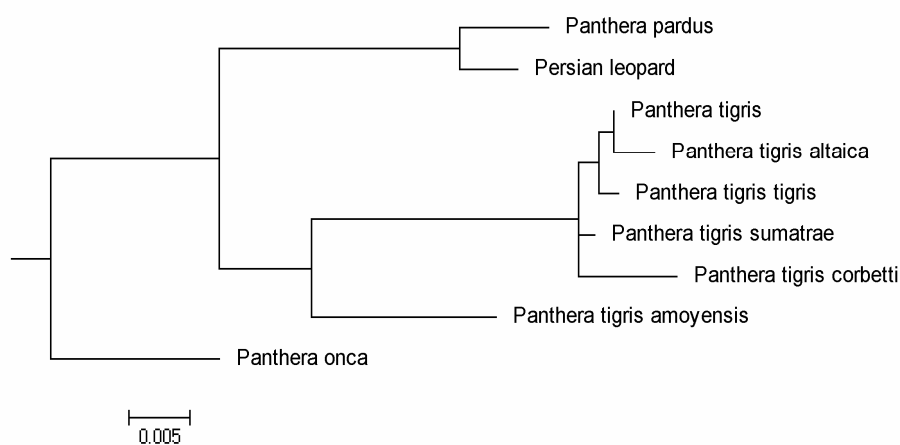 Panthera pardus
Persian leopard
Panthera tigris
Panthera tigris altaica
Panthera tigris tigris
Panthera tigris sumatrae
Panthera tigris corbetti
Panthera tigris amoyensis
Panthera onca
0.005